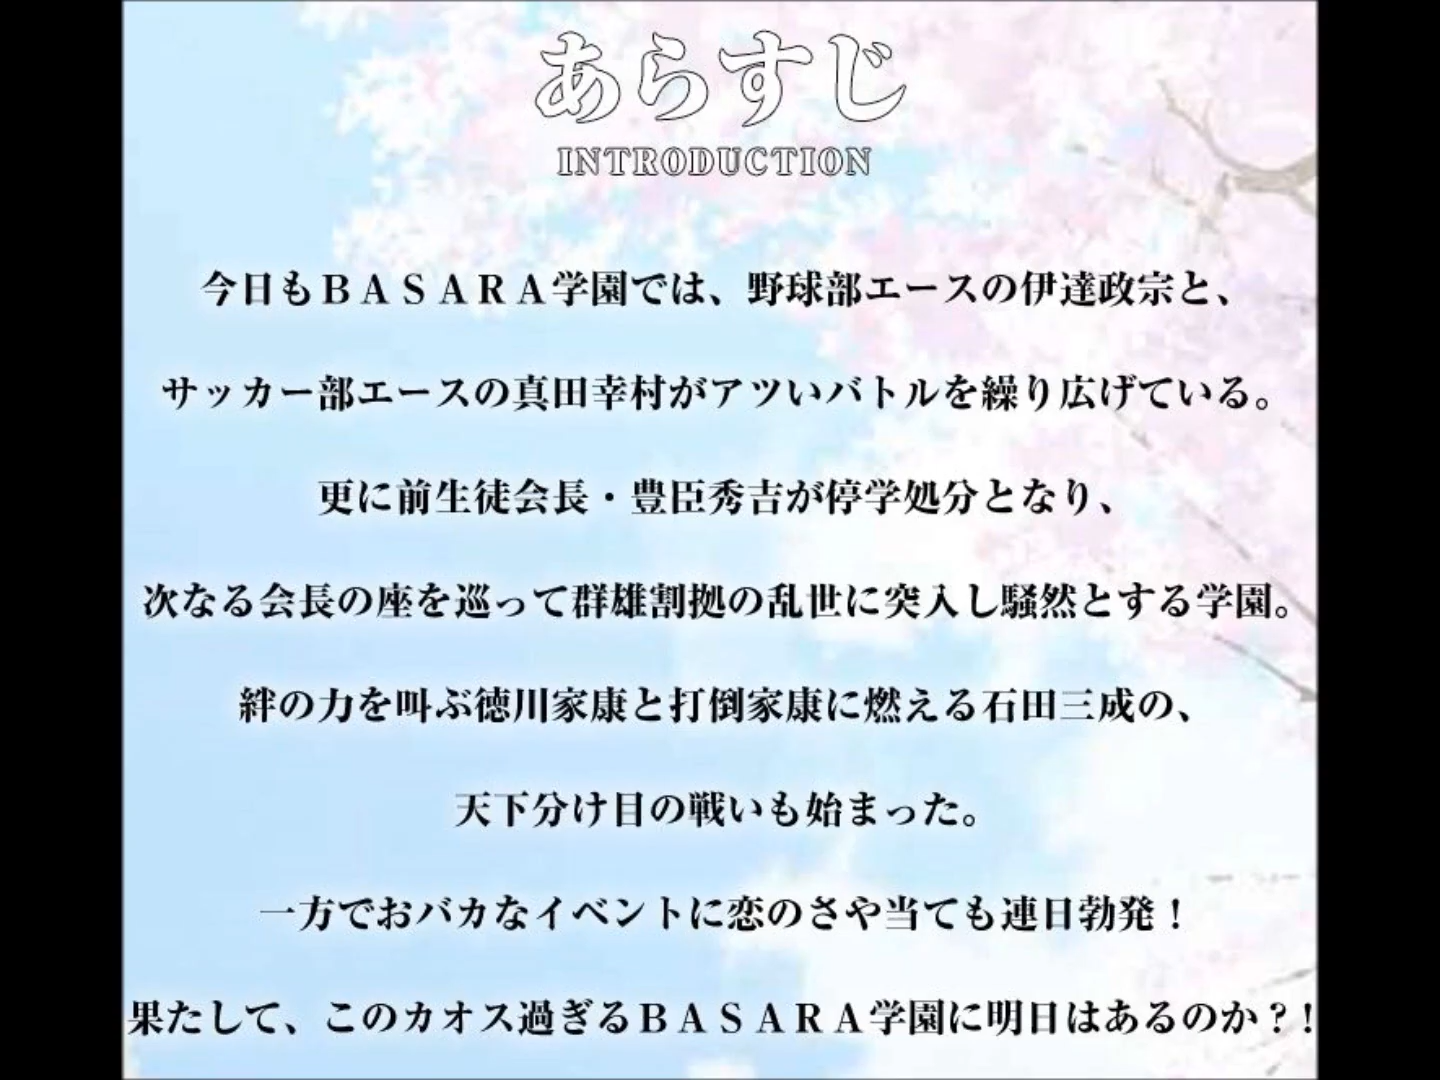 あらすじ
INTRODUCTION
今日もＢＡＳＡＲＡ学園では、野球部エースの伊達政宗と、
サッカー部エースの真田幸村がアツいバトルを繰り広げている。
更に前生徒会長・豊臣秀吉が停学処分となり、
次なる会長の座を巡って群雄割拠の乱世に突入し騒然とする学園。
絆の力を叫ぶ徳川家康と打倒家康に燃える石田三成の、
天下分け目の戦いも始まった。
一方でおバカなイベントに恋のさや当ても連日勃発！
果たして、このカオス過ぎるＢＡＳＡＲＡ学園に明日はあるのか？！